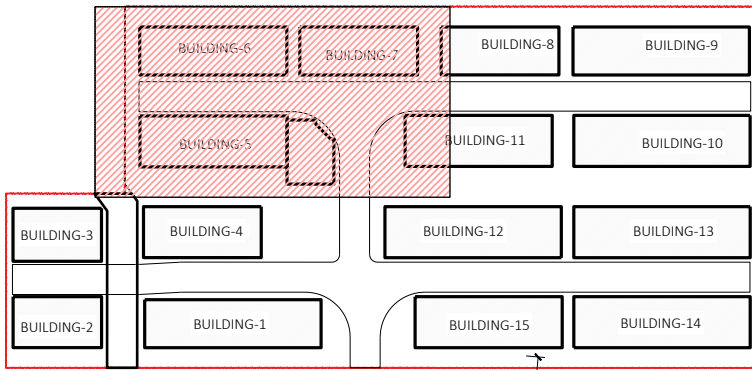 BUILDING-6
BUILDING-7
BUILDING-8
BUILDING-9
BUILDING-5
BUILDING-11
BUILDING-10
BUILDING-3
BUILDING-4
BUILDING-12
BUILDING-13
BUILDING-2
BUILDING-1
BUILDING-15
BUILDING-14